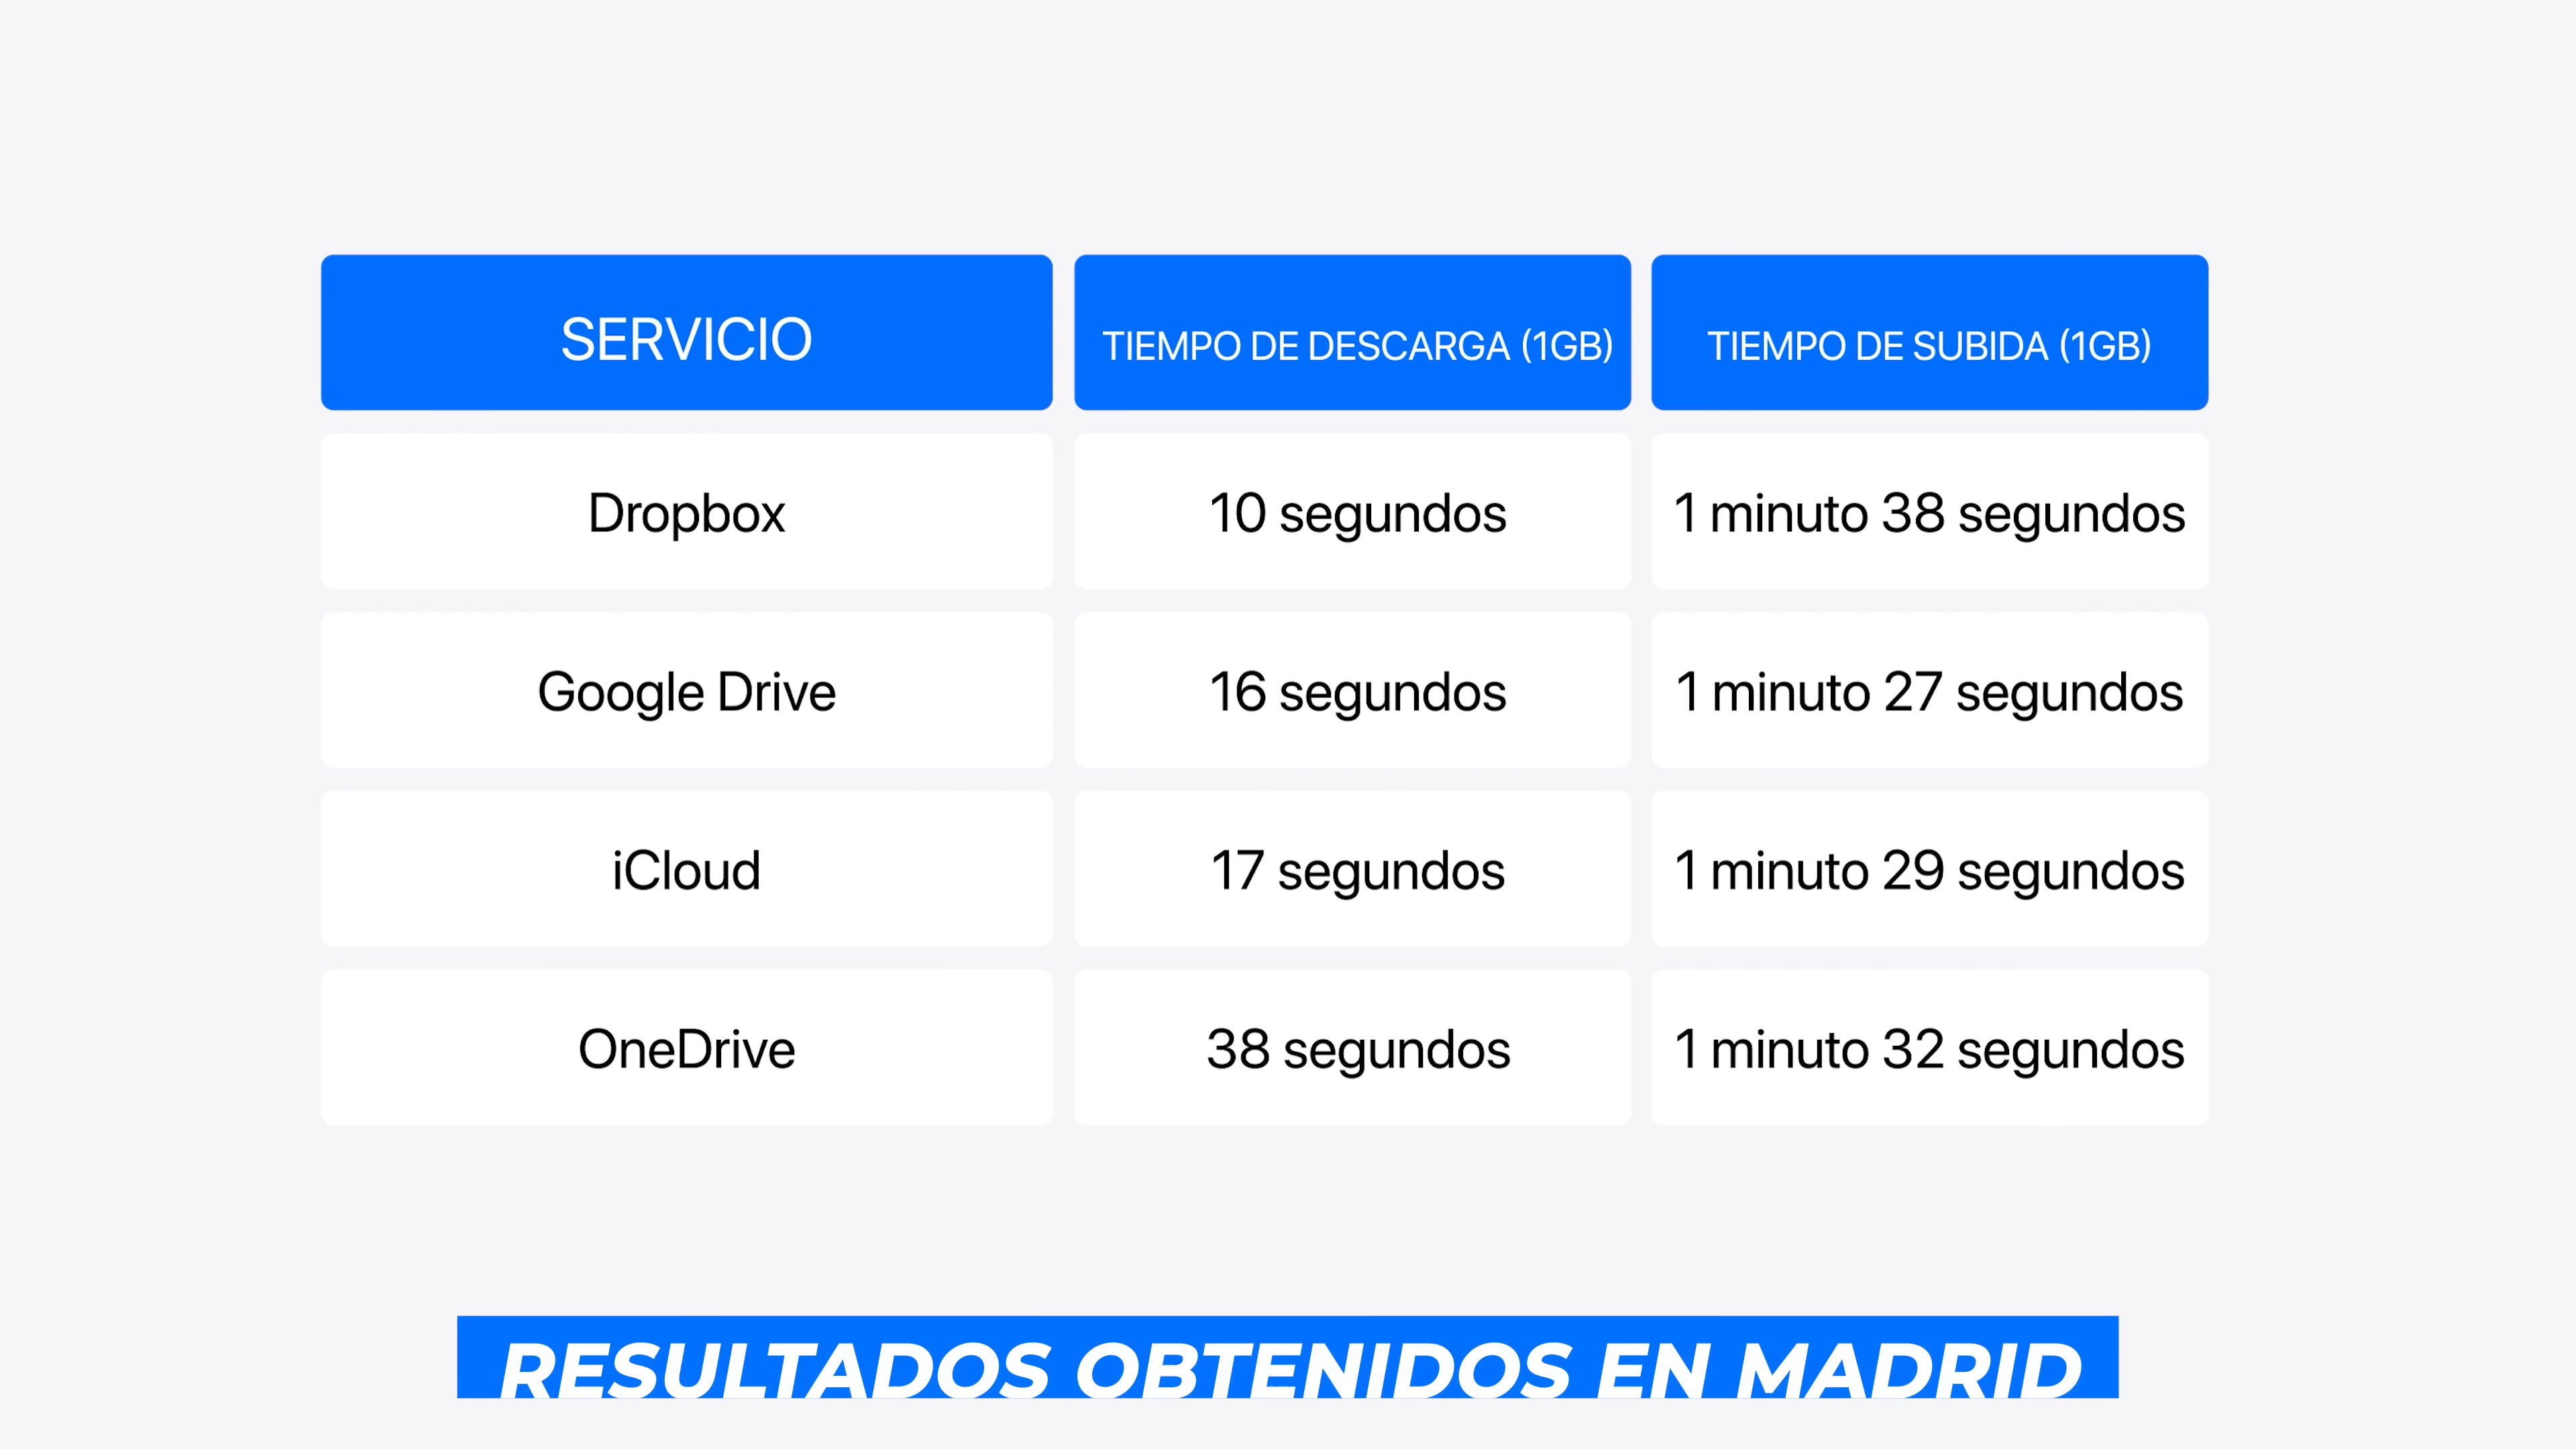 SERVICIO TIEMPO DE DESCARGA (1GB) TIEMPO DE SUBIDA (1GB)
Dropbox 10 segundos 1 minuto 38 segundos
Google Drive 16 segundos 1 minuto 27 segundos
iCloud 17 segundos 1 minuto 29 segundos
OneDrive 38 segundos 1 minuto 32 segundos
RESULTADOS OBTENIDOS EN MADRID